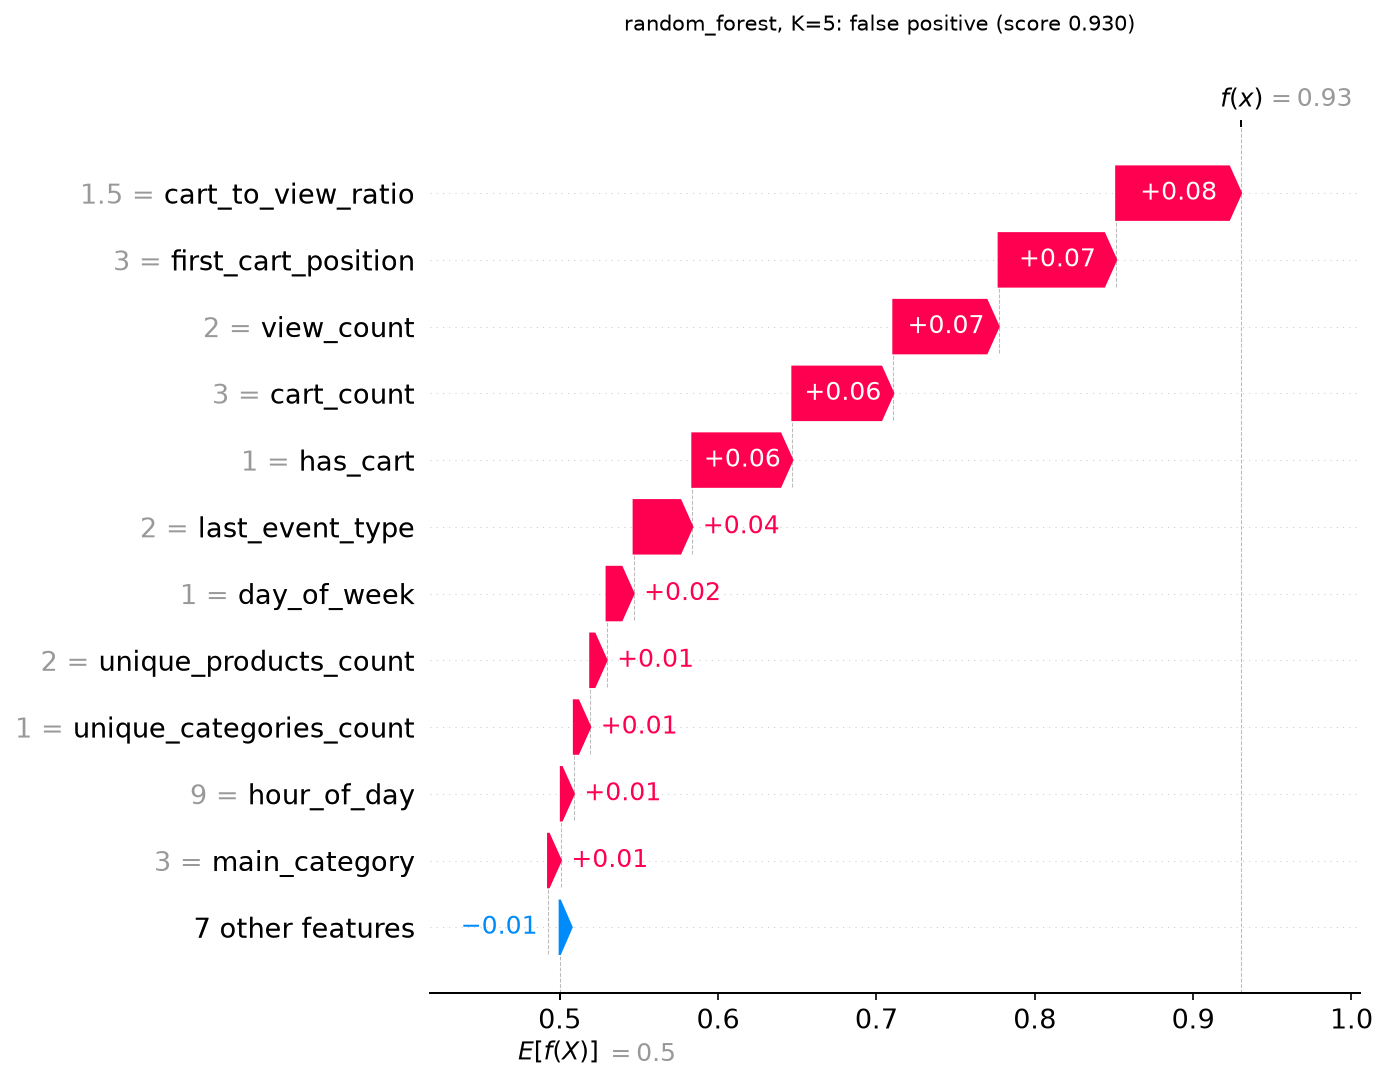 random_forest, K=5: false positive (score 0.930)
f(x) = 0.93
1.5 = cart_to_view_ratio +0.08
3 = first_cart_position +0.07
2 = view_count +0.07
3 = cart_count +0.06
1 = has_cart +0.06
2 = last_event_type +0.04
1 = day_of_week +0.02
2 = unique_products_count +0.01
1 = unique_categories_count +0.01
9 = hour_of_day +0.01
3 = main_category +0.01
7 other features −0.01
0.5 0.6 0.7 0.8 0.9 1.0
E[f(X)] = 0.5